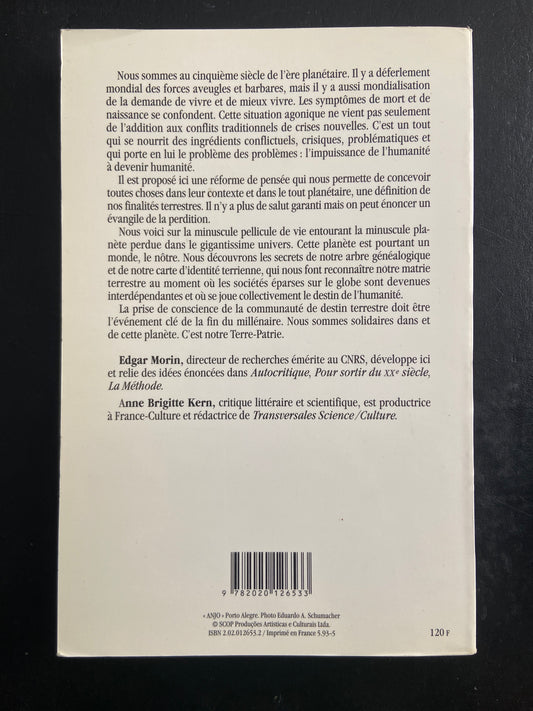 Nous sommes au cinquième siècle de l'ère planétaire. Il y a déferlement
mondial des forces aveugles et barbares, mais il y a aussi mondialisation
de la demande de vivre et de mieux vivre. Les symptômes de mort et de
naissance se confondent. Cette situation agonique ne vient pas seulement
de l'addition aux conflits traditionnels de crises nouvelles. C'est un tout
qui se nourrit des ingrédients conflictuels, crisiques, problématiques et
qui porte en lui le problème des problèmes : l'impuissance de l'humanité
à devenir humanité.
Il est proposé ici une réforme de pensée qui nous permette de concevoir
toutes choses dans leur contexte et dans le tout planétaire, une définition de
nos finalités terrestres. Il n'y a plus de salut garanti mais on peut énoncer un
évangile de la perdition.
Nous voici sur la minuscule pellicule de vie entourant la minuscule pla-
nète perdue dans le gigantissime univers. Cette planète est pourtant un
monde, le nôtre. Nous découvrons les secrets de notre arbre généalogique
et de notre carte d'identité terrienne, qui nous font reconnaître notre matrie
terrestre au moment où les sociétés éparses sur le globe sont devenues
interdépendantes et où se joue collectivement le destin de l'humanité.
La prise de conscience de la communauté de destin terrestre doit être
l'événement clé de la fin du millénaire. Nous sommes solidaires dans et
de cette planète. C'est notre Terre-Patrie.
Edgar Morin, directeur de recherches émérite au CNRS, développe ici
et relie des idées énoncées dans Autocritique, Pour sortir du XXe siècle,
La Méthode.
Anne Brigitte Kern, critique littéraire et scientifique, est productrice
à France-Culture et rédactrice de Transversales Science/Culture.
9 782020 126533
« ANJO » Porto Alegre. Photo Eduardo A. Schumacher
© SCOP Produções Artísticas e Culturais Ltda.
ISBN 2.02.012653.2 / Imprimé en France 5.93-5
120 F